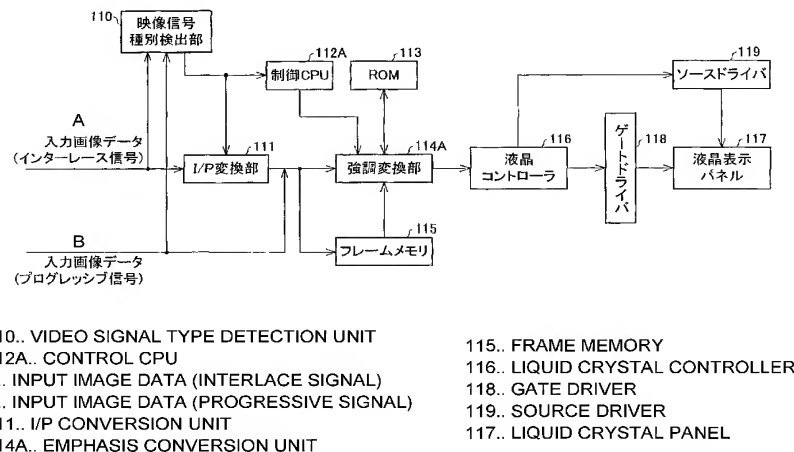 110
映像信号
種別検出部
112A
制御CPU
113
ROM
119
ソースドライバ
A
入力画像データ
(インターレース信号)
111
I/P変換部
114A
強調変換部
116
液晶
コントローラ
ゲートドライバ
118
117
液晶表示
パネル
B
入力画像データ
(プログレッシブ信号)
115
フレームメモリ
10.. VIDEO SIGNAL TYPE DETECTION UNIT
12A.. CONTROL CPU
.. INPUT IMAGE DATA (INTERLACE SIGNAL)
.. INPUT IMAGE DATA (PROGRESSIVE SIGNAL)
11.. I/P CONVERSION UNIT
14A.. EMPHASIS CONVERSION UNIT
115.. FRAME MEMORY
116.. LIQUID CRYSTAL CONTROLLER
118.. GATE DRIVER
119.. SOURCE DRIVER
117.. LIQUID CRYSTAL PANEL